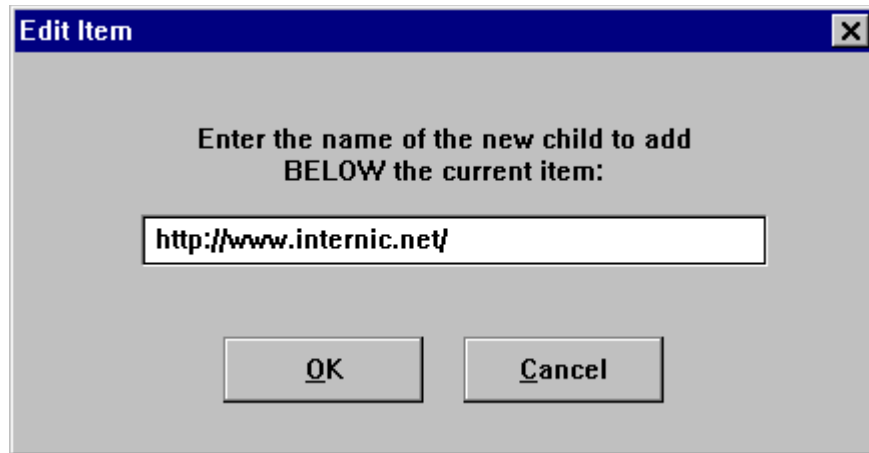 Edit Item
Enter the name of the new child to add
BELOW the current item:
http://www.internic.net/
OK
Cancel